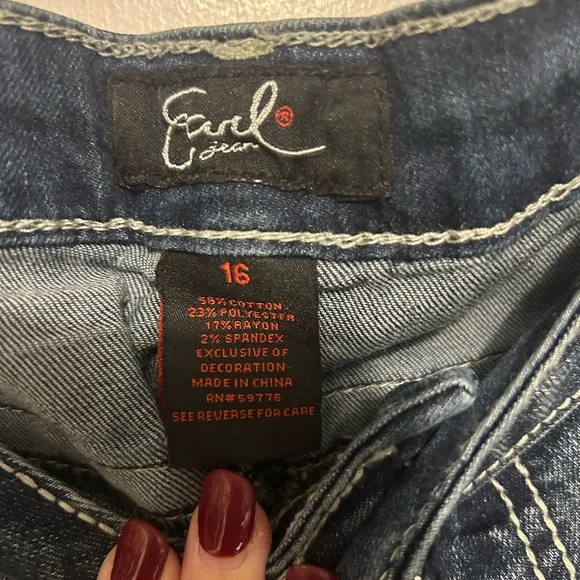 Earl®
jean
16
58% COTTON
23% POLYESTER
17% RAYON
2% SPANDEX
EXCLUSIVE OF
DECORATION
MADE IN CHINA
RN#59776
SEE REVERSE FOR CARE